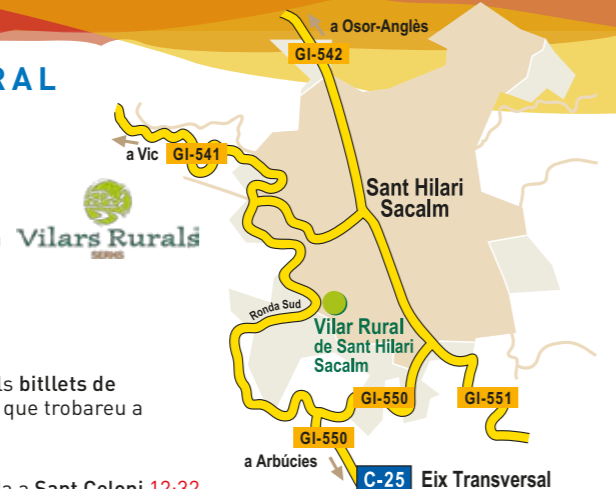 RAL
a Osor-Anglès
GI-542
a Vic
GI-541
Sant Hilari
Sacalm
Vilars Rurals
SERHS
Ronda Sud
Vilar Rural
de Sant Hilari
Sacalm
ls bitllets de
que trobareu a
GI-550
GI-551
GI-550
a Arbúcies
a a Sant Celoni 12:32
C-25 Eix Transversal